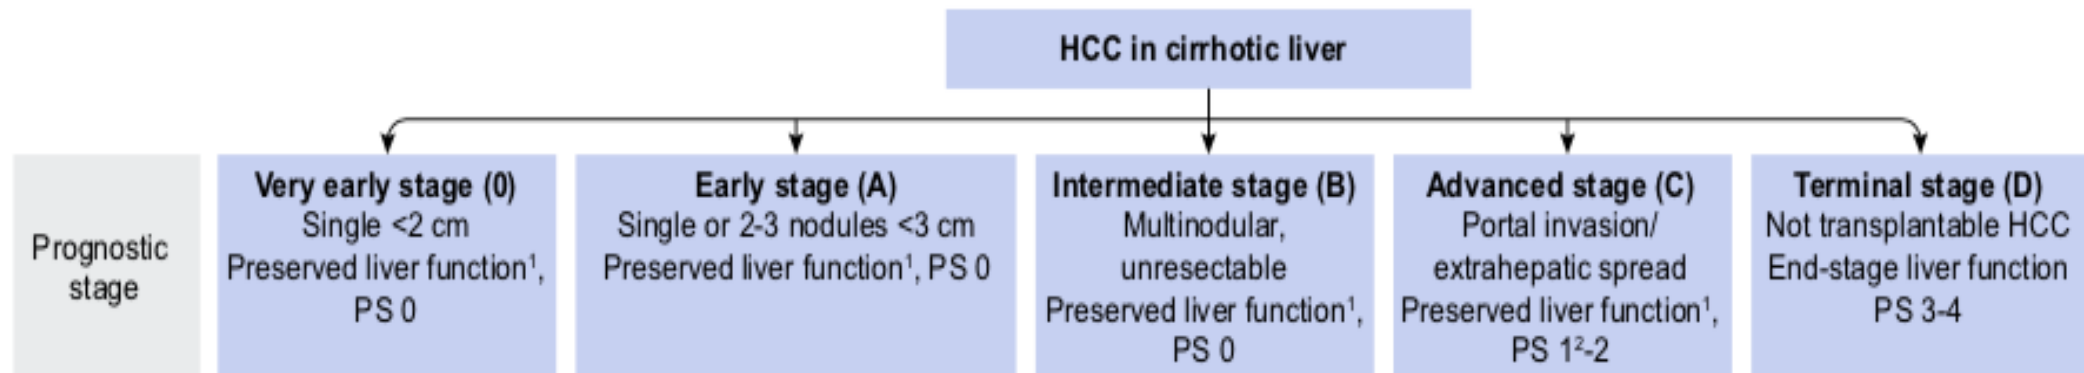 HCC in cirrhotic liver
Prognostic
stage
Very early stage (0)
Single <2 cm
Preserved liver function¹,
PS 0
Early stage (A)
Single or 2-3 nodules <3 cm
Preserved liver function¹, PS 0
Intermediate stage (B)
Multinodular,
unresectable
Preserved liver function¹,
PS 0
Advanced stage (C)
Portal invasion/
extrahepatic spread
Preserved liver function¹,
PS 1²-2
Terminal stage (D)
Not transplantable HCC
End-stage liver function
PS 3-4